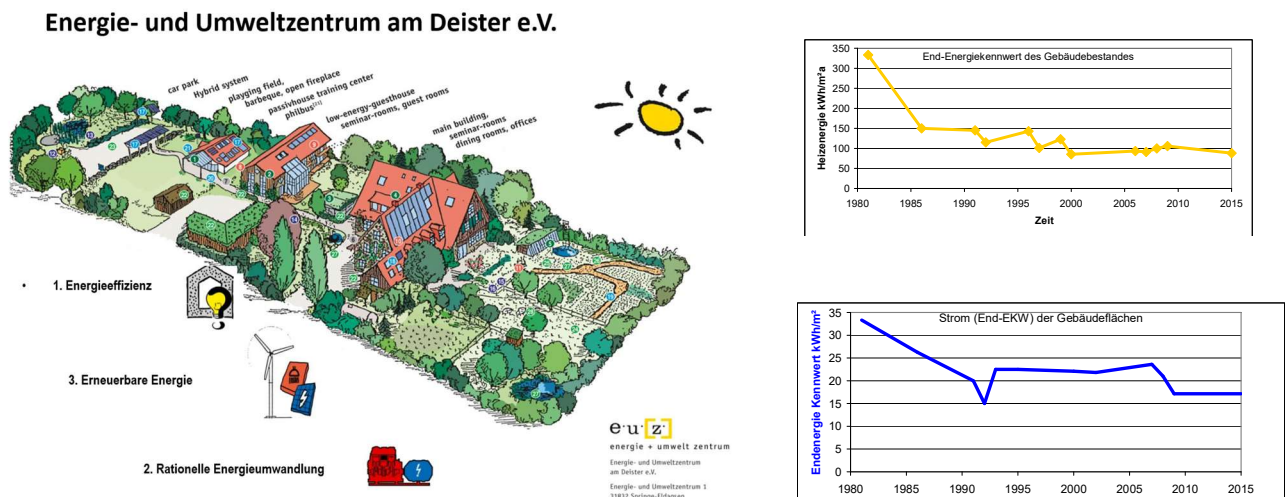 Energie- und Umweltzentrum am Deister e.V.
car park
Hybrid system
playging field,
barbeque, open fireplace
passivhouse training center
philbus
low-energy-guesthouse
seminar-rooms, guest rooms
main building,
seminar-rooms
dining rooms, offices
• 1. Energieeffizienz
3. Erneuerbare Energie
2. Rationelle Energieumwandlung
e·u·[z·]
energie + umwelt zentrum
Energie- und Umweltzentrum
am Deister e.V.
Energie- und Umweltzentrum 1
31832 Springe-Eldagsen
End-Energiekennwert des Gebäudebestandes
Heizenergie kWh/m²a
350
300
250
200
150
100
50
0
1980 1985 1990 1995 2000 2005 2010 2015
Zeit
Strom (End-EKW) der Gebäudeflächen
Endenergie Kennwert kWh/m²
35
30
25
20
15
10
5
0
1980 1985 1990 1995 2000 2005 2010 2015